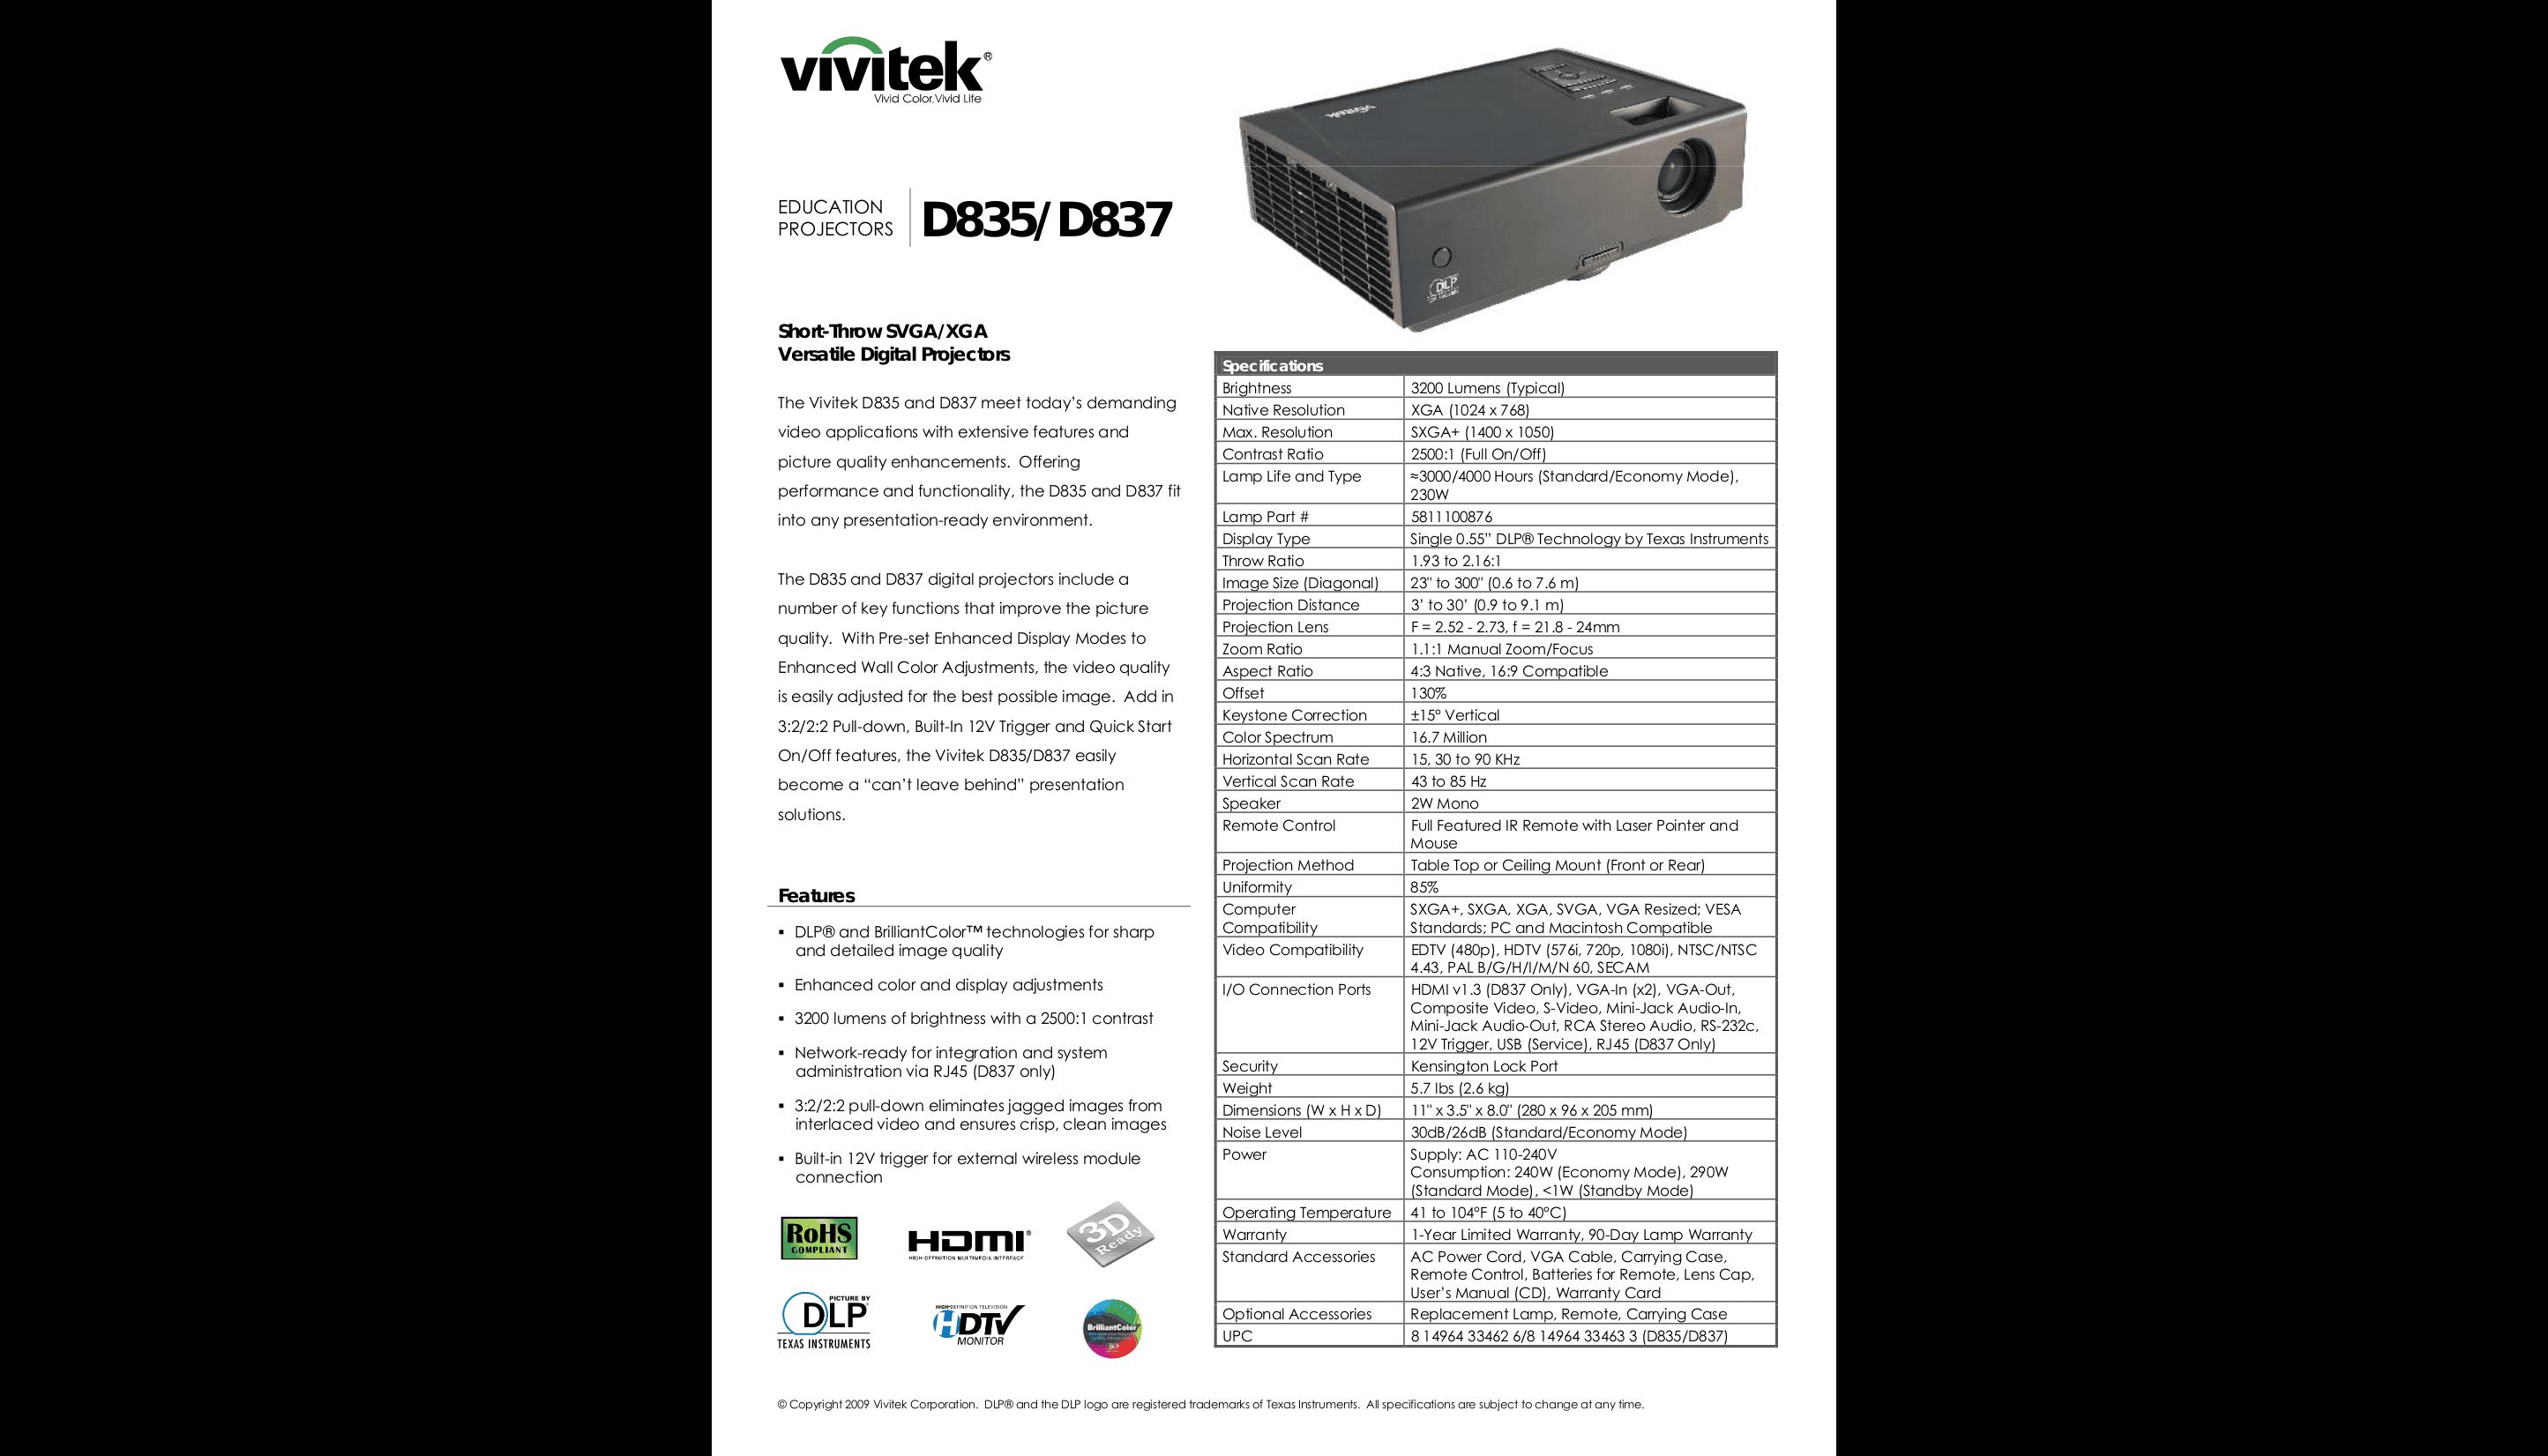 vivitek®
Vivid Color, Vivid Life
EDUCATION
PROJECTORS
D835/D837
Short-Throw SVGA/XGA
Versatile Digital Projectors
The Vivitek D835 and D837 meet today's demanding
video applications with extensive features and
picture quality enhancements.  Offering
performance and functionality, the D835 and D837 fit
into any presentation-ready environment.
The D835 and D837 digital projectors include a
number of key functions that improve the picture
quality.  With Pre-set Enhanced Display Modes to
Enhanced Wall Color Adjustments, the video quality
is easily adjusted for the best possible image.  Add in
3:2/2:2 Pull-down, Built-In 12V Trigger and Quick Start
On/Off features, the Vivitek D835/D837 easily
become a “can’t leave behind” presentation
solutions.
Features
▪ DLP® and BrilliantColor™ technologies for sharp
and detailed image quality
▪ Enhanced color and display adjustments
▪ 3200 lumens of brightness with a 2500:1 contrast
▪ Network-ready for integration and system
administration via RJ45 (D837 only)
▪ 3:2/2:2 pull-down eliminates jagged images from
interlaced video and ensures crisp, clean images
▪ Built-in 12V trigger for external wireless module
connection
RoHS
COMPLIANT
HDMI®
HIGH-DEFINITION MULTIMEDIA INTERFACE
3D
Ready
PICTURE BY
DLP
TEXAS INSTRUMENTS
HIGH-DEFINITION TELEVISION
HDTV
MONITOR
BrilliantColor
vivitek
DLP
Specifications
Brightness 3200 Lumens (Typical)
Native Resolution XGA (1024 x 768)
Max. Resolution SXGA+ (1400 x 1050)
Contrast Ratio 2500:1 (Full On/Off)
Lamp Life and Type ≈3000/4000 Hours (Standard/Economy Mode),
230W
Lamp Part # 5811100876
Display Type Single 0.55” DLP® Technology by Texas Instruments
Throw Ratio 1.93 to 2.16:1
Image Size (Diagonal) 23" to 300" (0.6 to 7.6 m)
Projection Distance 3’ to 30’ (0.9 to 9.1 m)
Projection Lens F = 2.52 - 2.73, f = 21.8 - 24mm
Zoom Ratio 1.1:1 Manual Zoom/Focus
Aspect Ratio 4:3 Native, 16:9 Compatible
Offset 130%
Keystone Correction ±15° Vertical
Color Spectrum 16.7 Million
Horizontal Scan Rate 15, 30 to 90 KHz
Vertical Scan Rate 43 to 85 Hz
Speaker 2W Mono
Remote Control Full Featured IR Remote with Laser Pointer and
Mouse
Projection Method Table Top or Ceiling Mount (Front or Rear)
Uniformity 85%
Computer SXGA+, SXGA, XGA, SVGA, VGA Resized; VESA
Compatibility Standards; PC and Macintosh Compatible
Video Compatibility EDTV (480p), HDTV (576i, 720p, 1080i), NTSC/NTSC
4.43, PAL B/G/H/I/M/N 60, SECAM
I/O Connection Ports HDMI v1.3 (D837 Only), VGA-In (x2), VGA-Out,
Composite Video, S-Video, Mini-Jack Audio-In,
Mini-Jack Audio-Out, RCA Stereo Audio, RS-232c,
12V Trigger, USB (Service), RJ45 (D837 Only)
Security Kensington Lock Port
Weight 5.7 lbs (2.6 kg)
Dimensions (W x H x D) 11" x 3.5" x 8.0" (280 x 96 x 205 mm)
Noise Level 30dB/26dB (Standard/Economy Mode)
Power Supply: AC 110-240V
Consumption: 240W (Economy Mode), 290W
(Standard Mode), <1W (Standby Mode)
Operating Temperature 41 to 104°F (5 to 40°C)
Warranty 1-Year Limited Warranty, 90-Day Lamp Warranty
Standard Accessories AC Power Cord, VGA Cable, Carrying Case,
Remote Control, Batteries for Remote, Lens Cap,
User’s Manual (CD), Warranty Card
Optional Accessories Replacement Lamp, Remote, Carrying Case
UPC 8 14964 33462 6/8 14964 33463 3 (D835/D837)
© Copyright 2009 Vivitek Corporation.  DLP® and the DLP logo are registered trademarks of Texas Instruments.  All specifications are subject to change at any time.